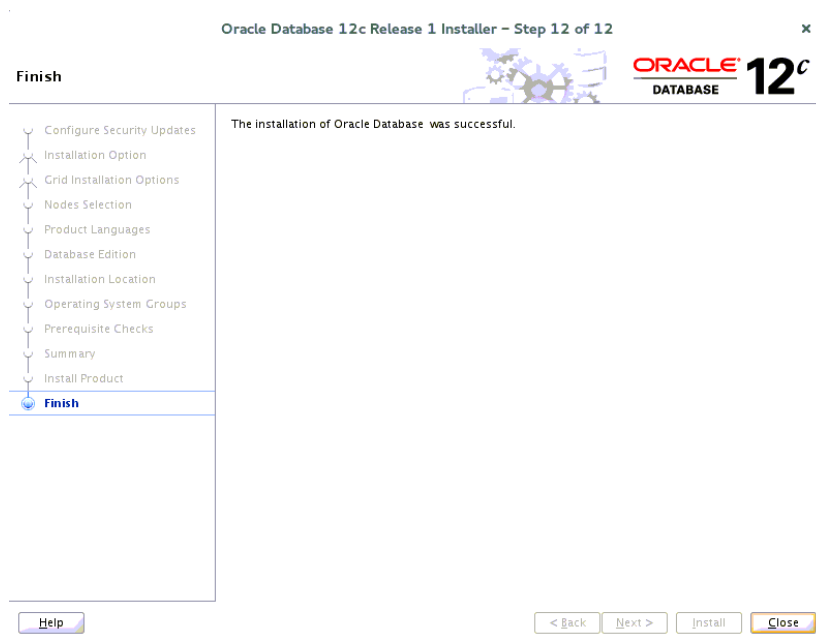 Oracle Database 12c Release 1 Installer – Step 12 of 12
Finish
ORACLE
DATABASE
12c
Configure Security Updates
Installation Option
Grid Installation Options
Nodes Selection
Product Languages
Database Edition
Installation Location
Operating System Groups
Prerequisite Checks
Summary
Install Product
Finish
The installation of Oracle Database  was successful.
Help
< Back
Next >
Install
Close